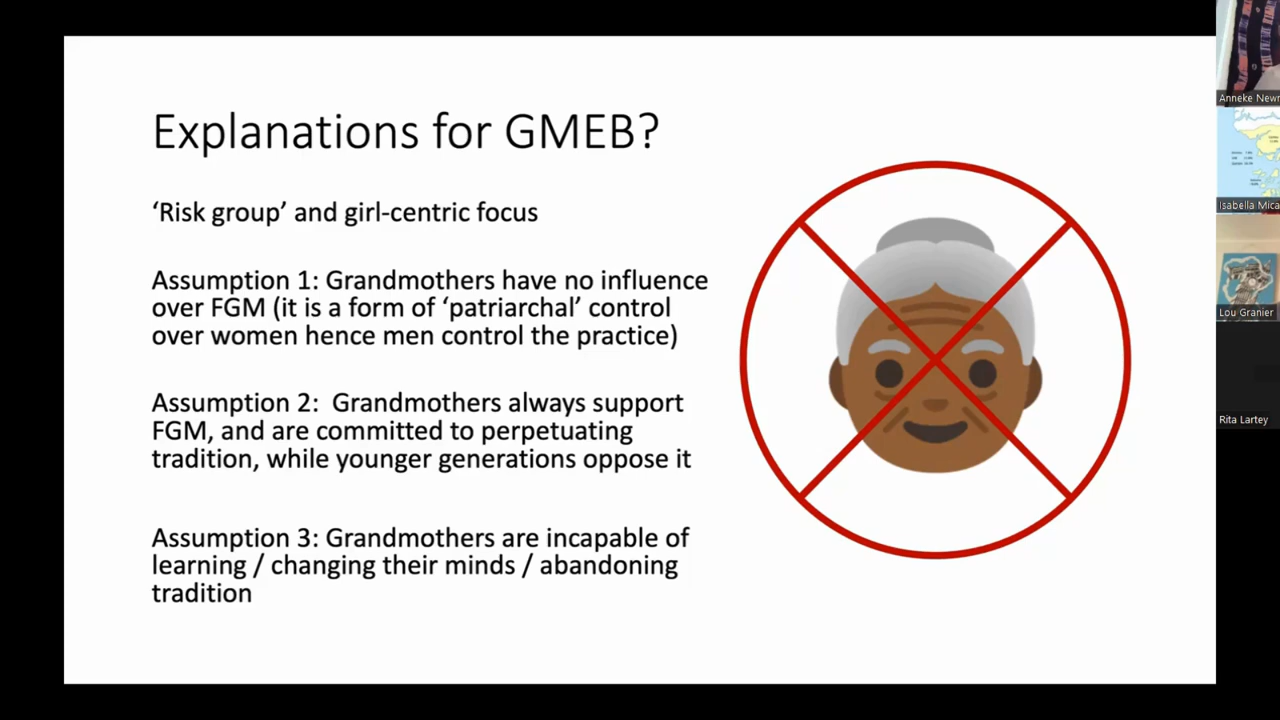 Explanations for GMEB?
‘Risk group’ and girl-centric focus
Assumption 1: Grandmothers have no influence
over FGM (it is a form of ‘patriarchal’ control
over women hence men control the practice)
Assumption 2:  Grandmothers always support
FGM, and are committed to perpetuating
tradition, while younger generations oppose it
Assumption 3: Grandmothers are incapable of
learning / changing their minds / abandoning
tradition
Anneke Newr
Isabella Mica
Lou Granier
Rita Lartey